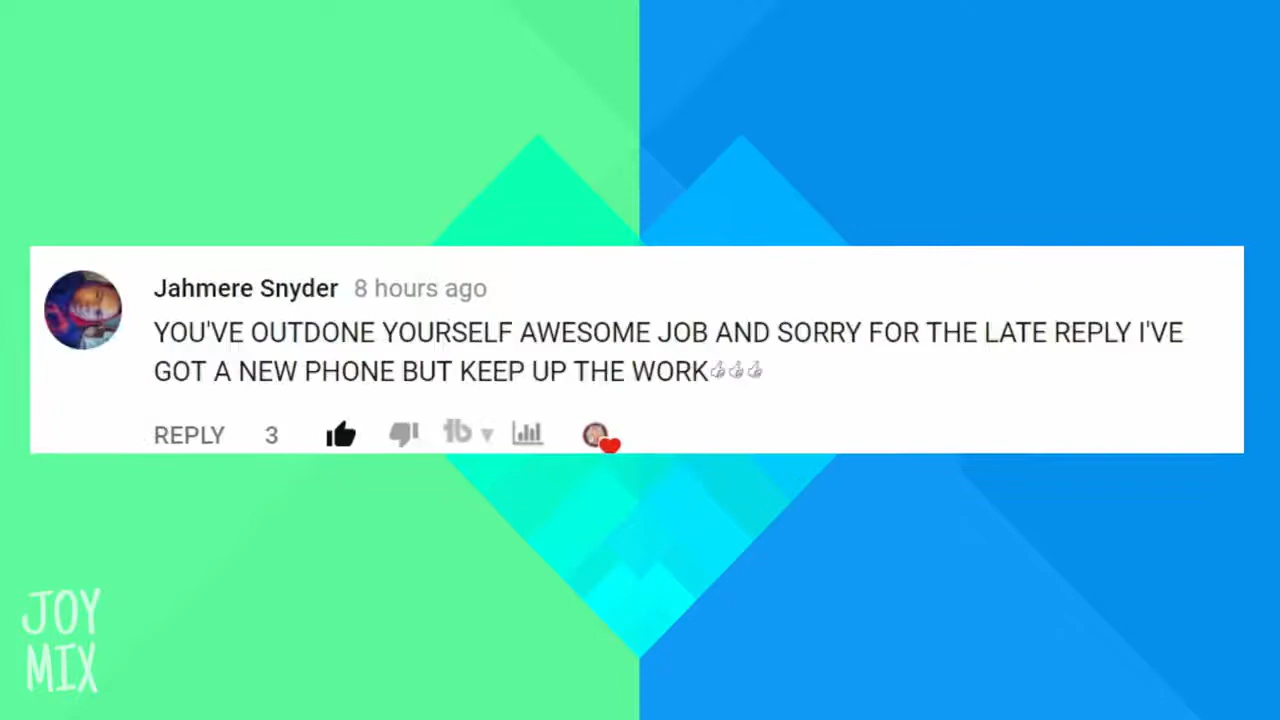 Jahmere Snyder 8 hours ago
YOU'VE OUTDONE YOURSELF AWESOME JOB AND SORRY FOR THE LATE REPLY I'VE
GOT A NEW PHONE BUT KEEP UP THE WORK👍👍👍
REPLY 3
JOY
MIX